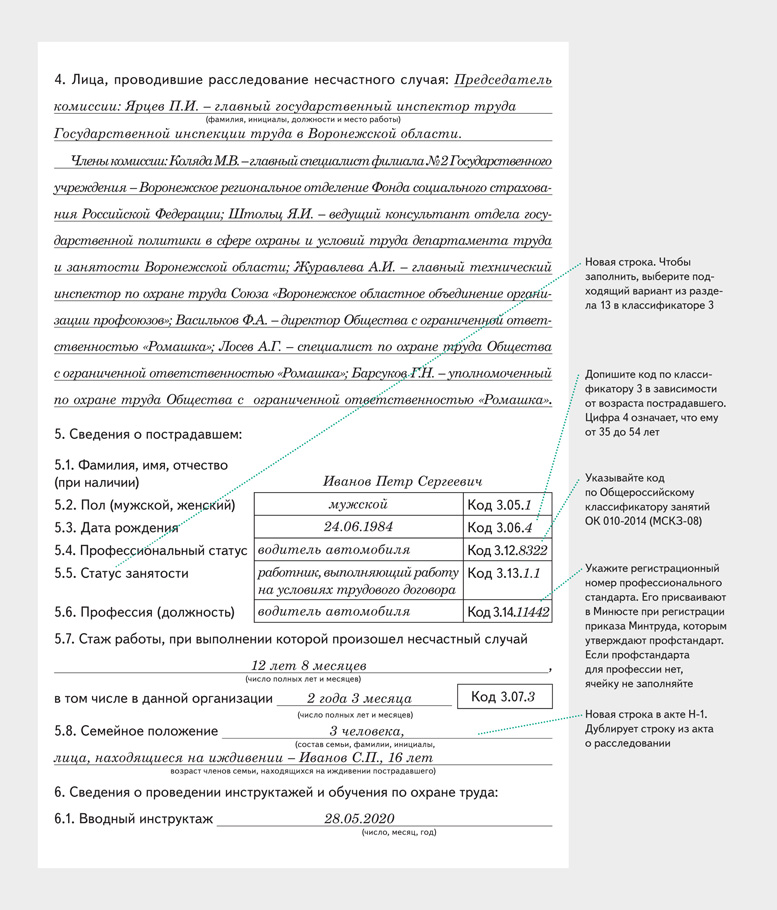 4. Лица, проводившие расследование несчастного случая: Председатель
комиссии: Ярцев П.И. – главный государственный инспектор труда
(фамилия, инициалы, должности и место работы)
Государственной инспекции труда в Воронежской области.
Члены комиссии: Коляда М.В. – главный специалист филиала № 2 Государственного
учреждения – Воронежское региональное отделение Фонда социального страхова-
ния Российской Федерации; Штольц Я.И. – ведущий консультант отдела госу-
дарственной политики в сфере охраны и условий труда департамента труда
и занятости Воронежской области; Журавлева А.И. – главный технический
инспектор по охране труда Союза «Воронежское областное объединение органи-
зации профсоюзов»; Васильков Ф.А. – директор Общества с ограниченной ответ-
ственностью «Ромашка»; Лосев А.Г. – специалист по охране труда Общества
с ограниченной ответственностью «Ромашка»; Барсуков Г.Н. – уполномоченный
по охране труда Общества с ограниченной ответственностью «Ромашка».
5. Сведения о пострадавшем:
5.1. Фамилия, имя, отчество
(при наличии) Иванов Петр Сергеевич
5.2. Пол (мужской, женский) мужской Код 3.05.1
5.3. Дата рождения 24.06.1984 Код 3.06.4
5.4. Профессиональный статус водитель автомобиля Код 3.12.8322
5.5. Статус занятости работник, выполняющий работу Код 3.13.1.1
на условиях трудового договора
5.6. Профессия (должность) водитель автомобиля Код 3.14.11442
5.7. Стаж работы, при выполнении которой произошел несчастный случай
12 лет 8 месяцев ,
(число полных лет и месяцев)
в том числе в данной организации 2 года 3 месяца Код 3.07.3
(число полных лет и месяцев)
5.8. Семейное положение 3 человека,
(состав семьи, фамилии, инициалы,
лица, находящиеся на иждивении – Иванов С.П., 16 лет
возраст членов семьи, находящихся на иждивении пострадавшего)
6. Сведения о проведении инструктажей и обучения по охране труда:
6.1. Вводный инструктаж 28.05.2020
(число, месяц, год)
Новая строка. Чтобы
заполнить, выберите под-
ходящий вариант из разде-
ла 13 в классификаторе 3
Допишите код по класси-
фикатору 3 в зависимости
от возраста пострадавшего.
Цифра 4 означает, что ему
от 35 до 54 лет
Указывайте код
по Общероссийскому
классификатору занятий
ОК 010-2014 (МСКЗ-08)
Укажите регистрационный
номер профессионального
стандарта. Его присваивают
в Минюсте при регистрации
приказа Минтруда, которым
утверждают профстандарт.
Если профстандарта
для профессии нет,
ячейку не заполняйте
Новая строка в акте Н-1.
Дублирует строку из акта
о расследовании